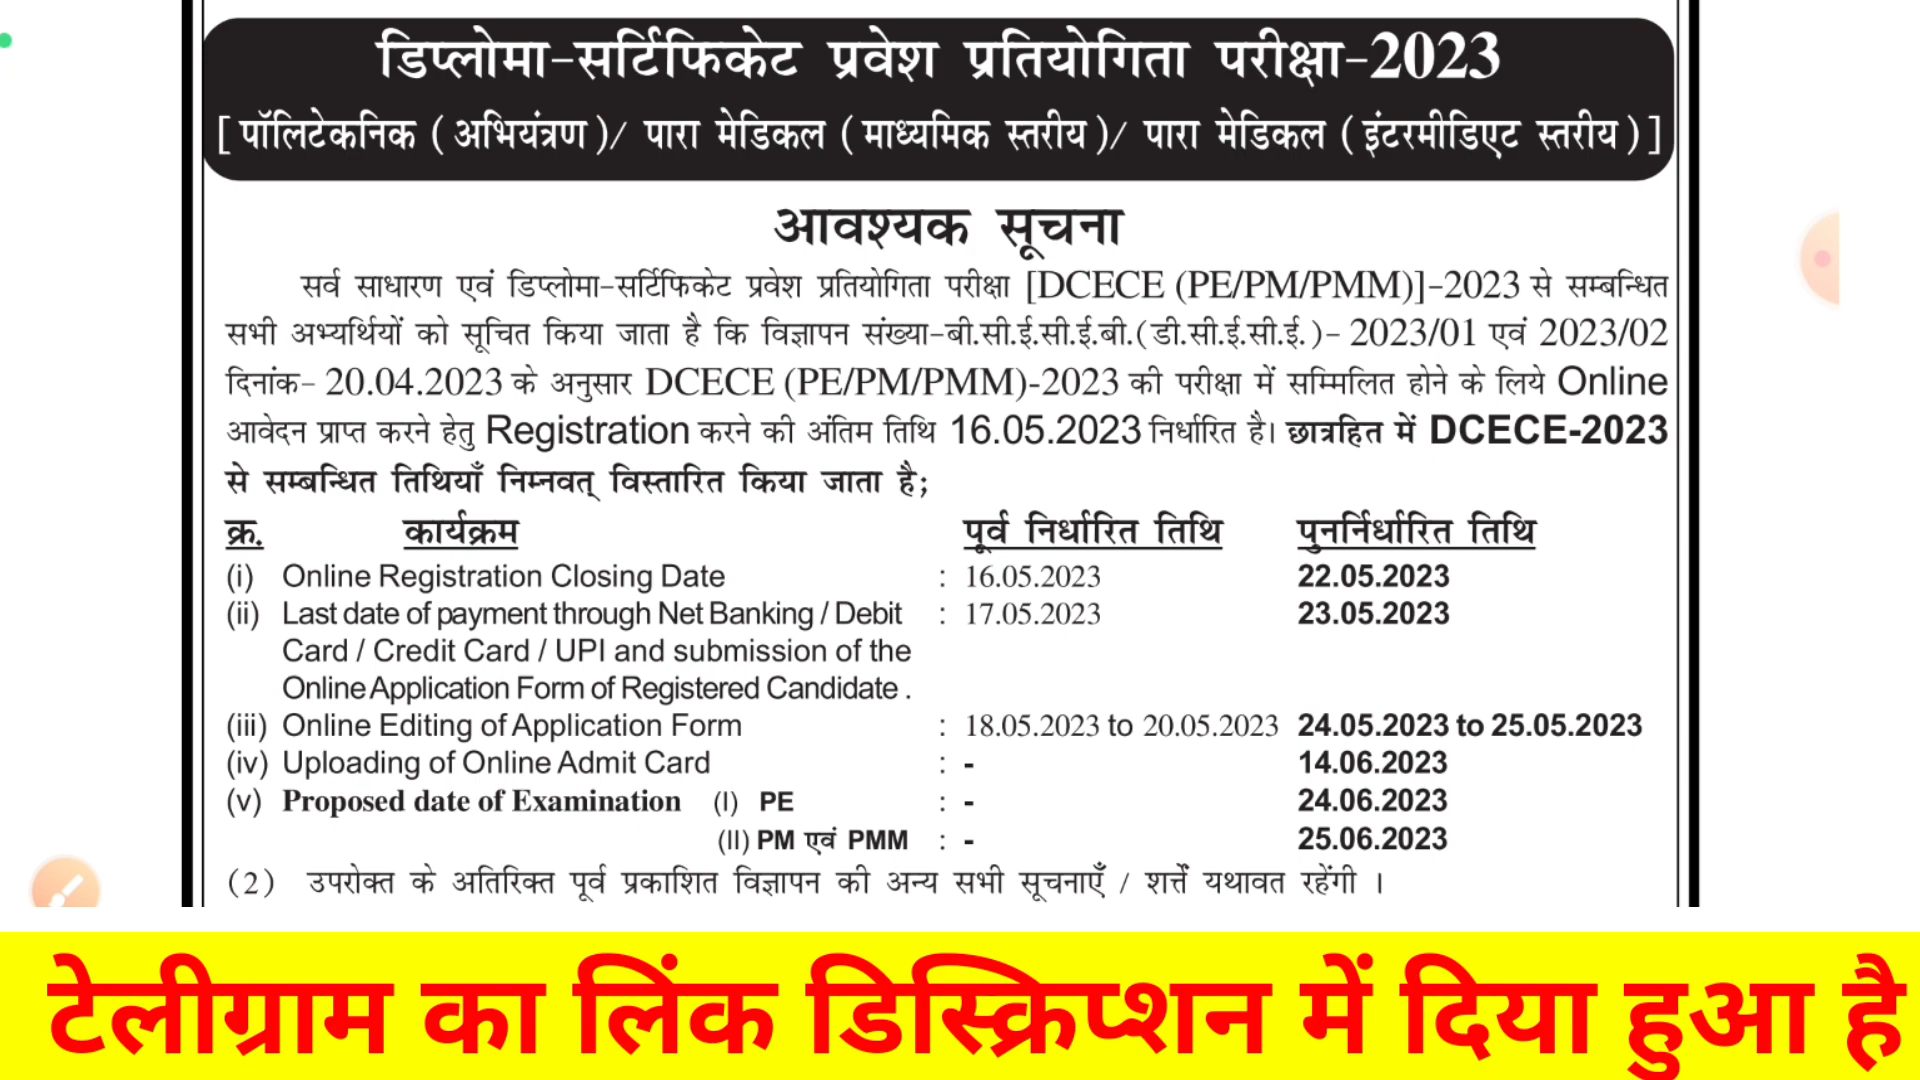 डिप्लोमा-सर्टिफिकेट प्रवेश प्रतियोगिता परीक्षा-2023
[ पॉलिटेकनिक ( अभियंत्रण )/ पारा मेडिकल ( माध्यमिक स्तरीय )/ पारा मेडिकल ( इंटरमीडिएट स्तरीय ) ]
आवश्यक सूचना
सर्व साधारण एवं डिप्लोमा-सर्टिफिकेट प्रवेश प्रतियोगिता परीक्षा [DCECE (PE/PM/PMM)]-2023 से सम्बन्धित
सभी अभ्यर्थियों को सूचित किया जाता है कि विज्ञापन संख्या-बी.सी.ई.सी.ई.बी.(डी.सी.ई.सी.ई.)- 2023/01 एवं 2023/02
दिनांक- 20.04.2023 के अनुसार DCECE (PE/PM/PMM)-2023 की परीक्षा में सम्मिलित होने के लिये Online
आवेदन प्राप्त करने हेतु Registration करने की अंतिम तिथि 16.05.2023 निर्धारित है। छात्रहित में DCECE-2023
से सम्बन्धित तिथियाँ निम्नवत् विस्तारित किया जाता है;
क्र. कार्यक्रम पूर्व निर्धारित तिथि पुनर्निर्धारित तिथि
(i) Online Registration Closing Date : 16.05.2023 22.05.2023
(ii) Last date of payment through Net Banking / Debit : 17.05.2023 23.05.2023
Card / Credit Card / UPI and submission of the
Online Application Form of Registered Candidate .
(iii) Online Editing of Application Form : 18.05.2023 to 20.05.2023 24.05.2023 to 25.05.2023
(iv) Uploading of Online Admit Card : - 14.06.2023
(v) Proposed date of Examination (I) PE : - 24.06.2023
(II) PM एवं PMM : - 25.06.2023
(2) उपरोक्त के अतिरिक्त पूर्व प्रकाशित विज्ञापन की अन्य सभी सूचनाएँ / शर्त्तें यथावत रहेंगी ।
टेलीग्राम का लिंक डिस्क्रिप्शन में दिया हुआ है